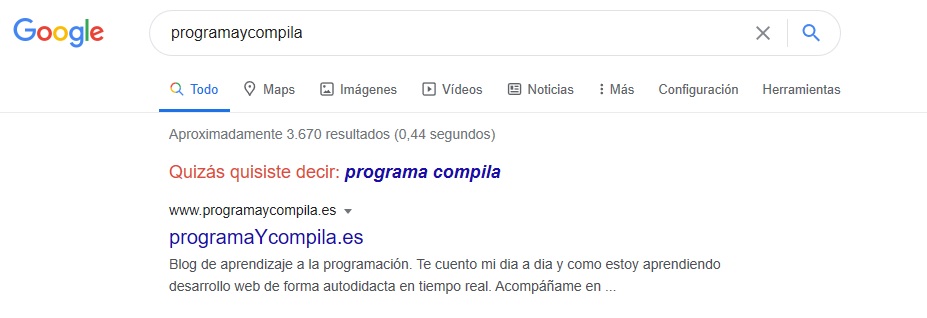 Google
programaycompila
Todo Maps Imágenes Vídeos Noticias Más Configuración Herramientas
Aproximadamente 3.670 resultados (0,44 segundos)
Quizás quisiste decir: programa compila
www.programaycompila.es
programaYcompila.es
Blog de aprendizaje a la programación. Te cuento mi dia a dia y como estoy aprendiendo
desarrollo web de forma autodidacta en tiempo real. Acompáñame en ...